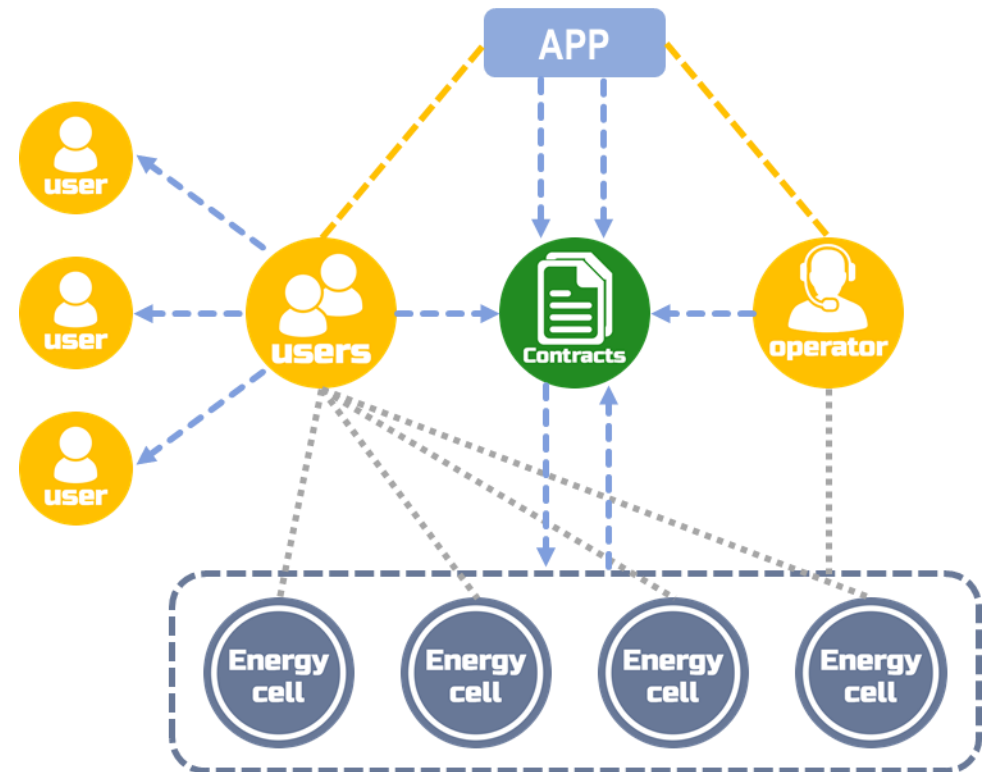 APP
user
user
user
users
Contracts
operator
Energy
cell
Energy
cell
Energy
cell
Energy
cell